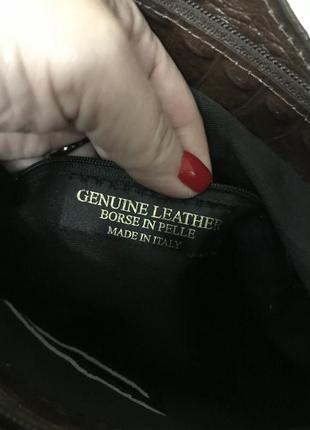 GENUINE LEATHER
BORSE IN PELLE
MADE IN ITALY